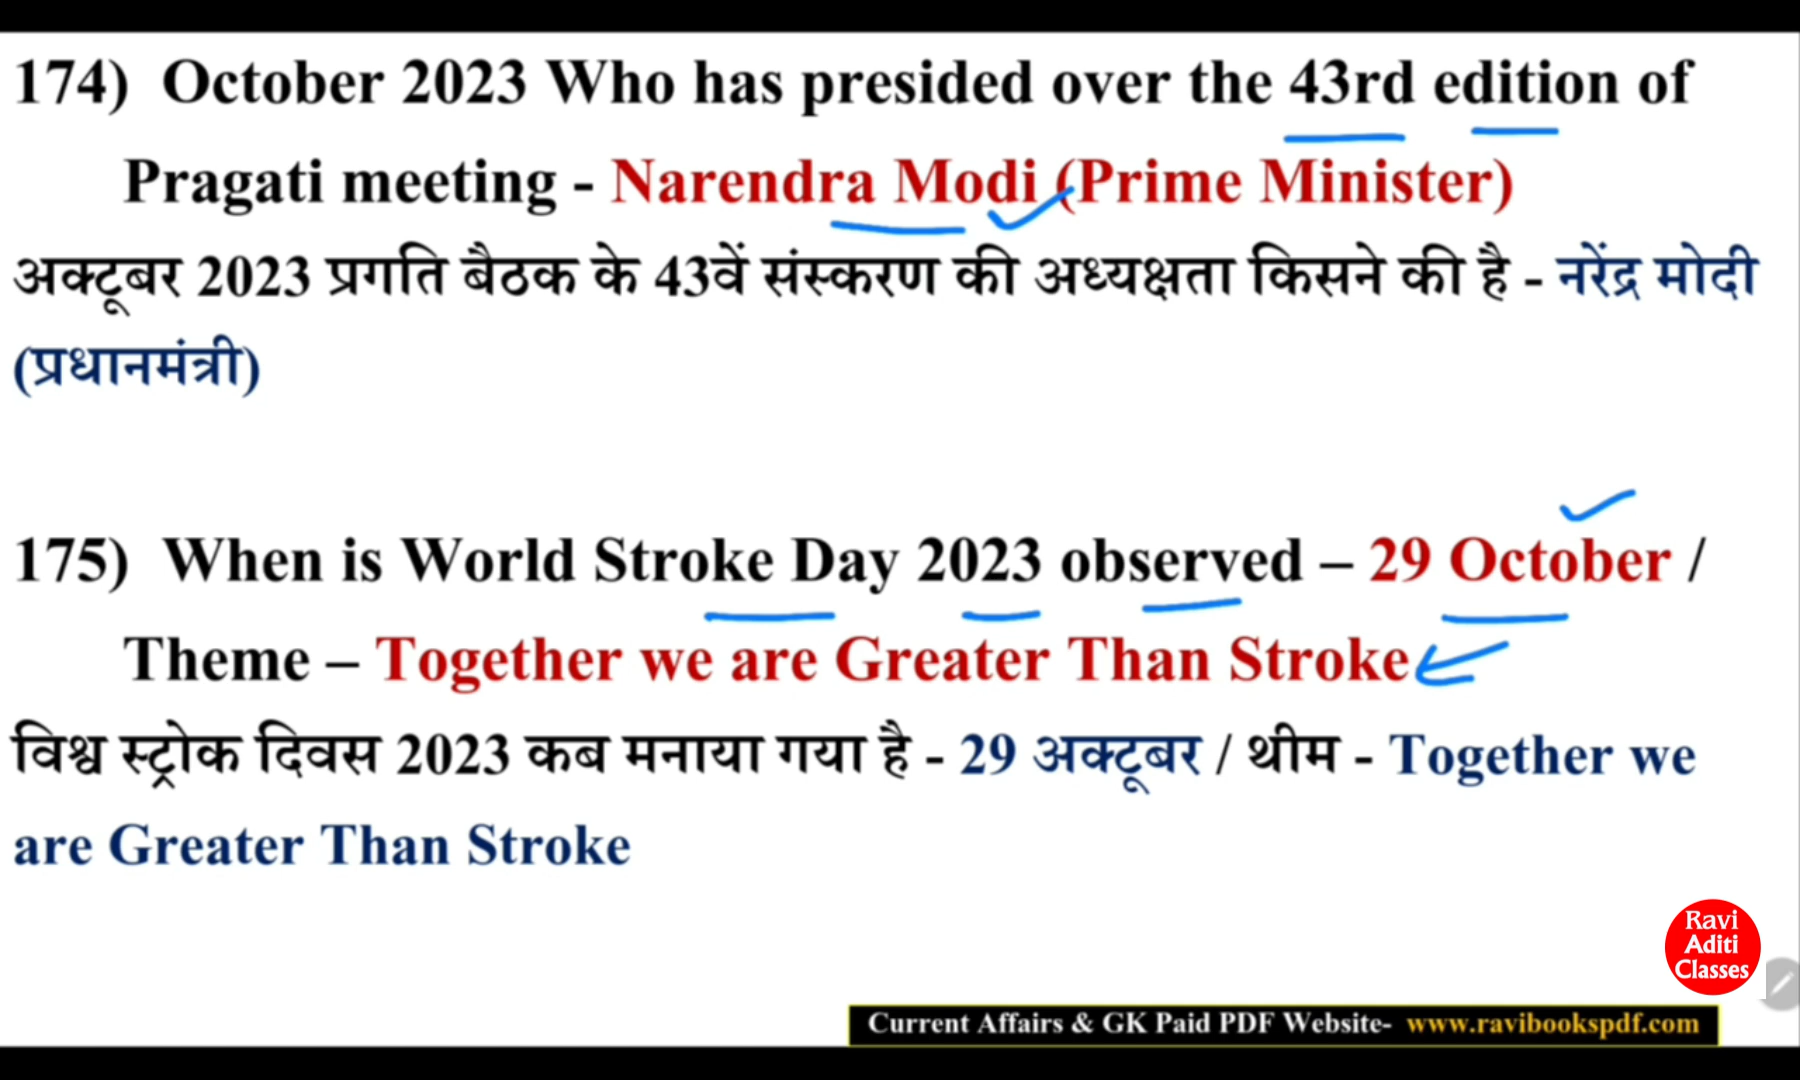 174) October 2023 Who has presided over the 43rd edition of
Pragati meeting - Narendra Modi (Prime Minister)
अक्टूबर 2023 प्रगति बैठक के 43वें संस्करण की अध्यक्षता किसने की है - नरेंद्र मोदी
(प्रधानमंत्री)
175) When is World Stroke Day 2023 observed – 29 October /
Theme – Together we are Greater Than Stroke
विश्व स्ट्रोक दिवस 2023 कब मनाया गया है - 29 अक्टूबर / थीम - Together we
are Greater Than Stroke
Ravi
Aditi
Classes
Current Affairs & GK Paid PDF Website- www.ravibookspdf.com